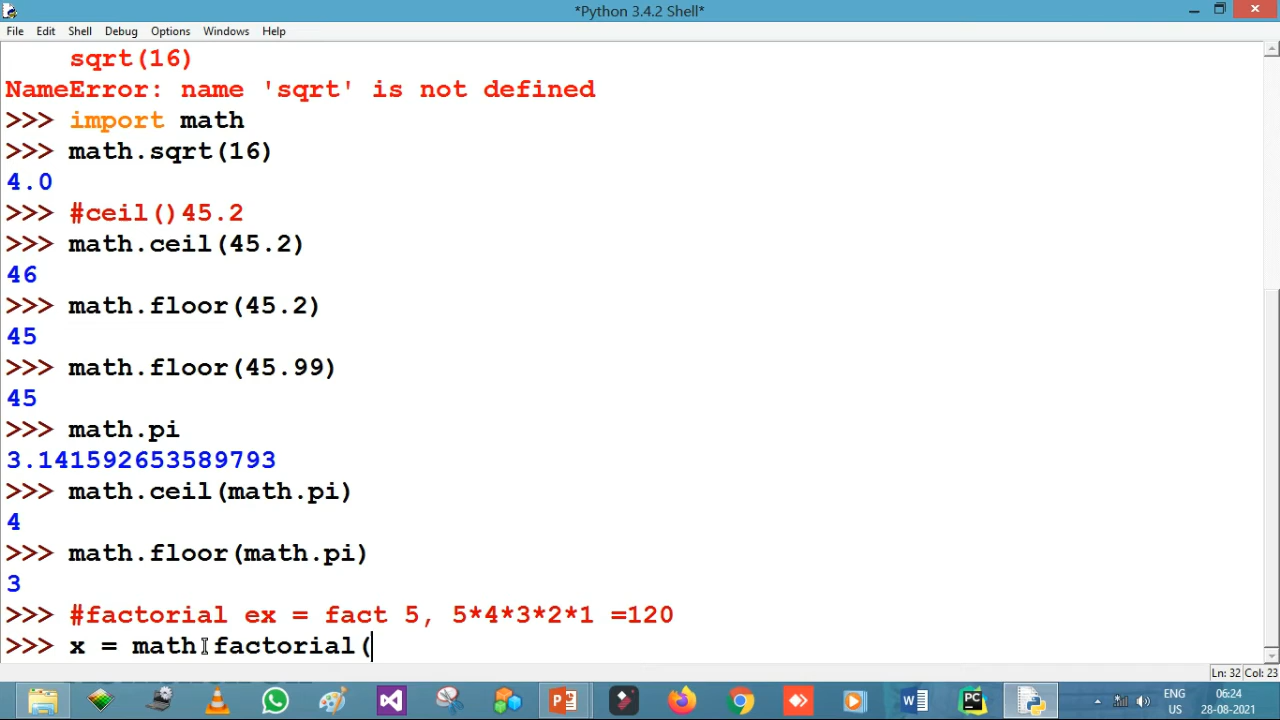 *Python 3.4.2 Shell*
File Edit Shell Debug Options Windows Help
sqrt(16)
NameError: name 'sqrt' is not defined
>>> import math
>>> math.sqrt(16)
4.0
>>> #ceil()45.2
>>> math.ceil(45.2)
46
>>> math.floor(45.2)
45
>>> math.floor(45.99)
45
>>> math.pi
3.141592653589793
>>> math.ceil(math.pi)
4
>>> math.floor(math.pi)
3
>>> #factorial ex = fact 5, 5*4*3*2*1 =120
>>> x = math.factorial(
Ln: 32 Col: 23
ENG 06:24
US 28-08-2021